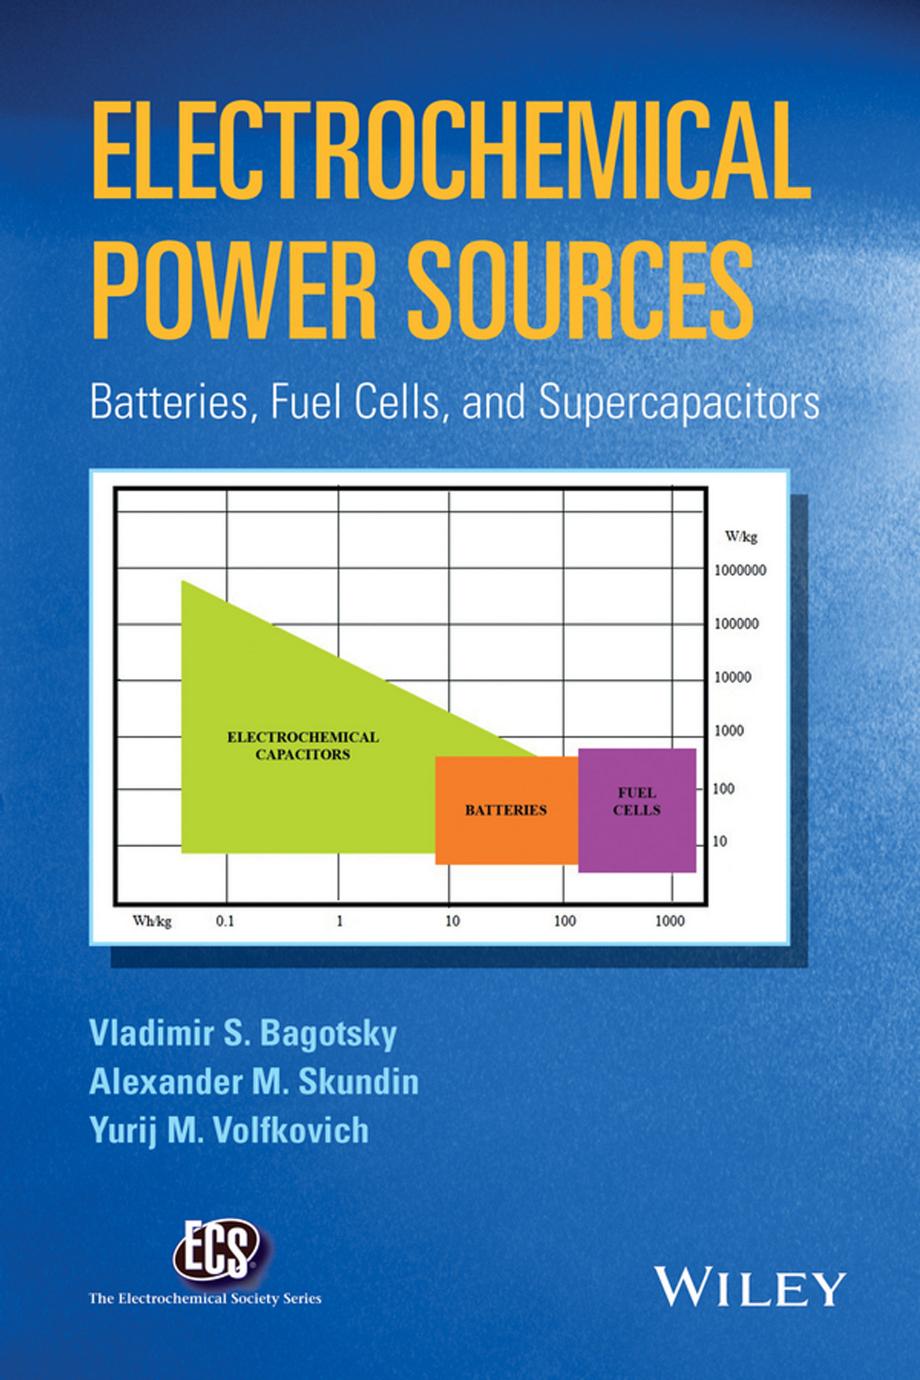 ELECTROCHEMICAL
POWER SOURCES
Batteries, Fuel Cells, and Supercapacitors
W/kg
1000000
100000
10000
1000
100
10
ELECTROCHEMICAL
CAPACITORS
BATTERIES
FUEL
CELLS
Wh/kg 0.1 1 10 100 1000
Vladimir S. Bagotsky
Alexander M. Skundin
Yurij M. Volfkovich
ECS
The Electrochemical Society Series
WILEY